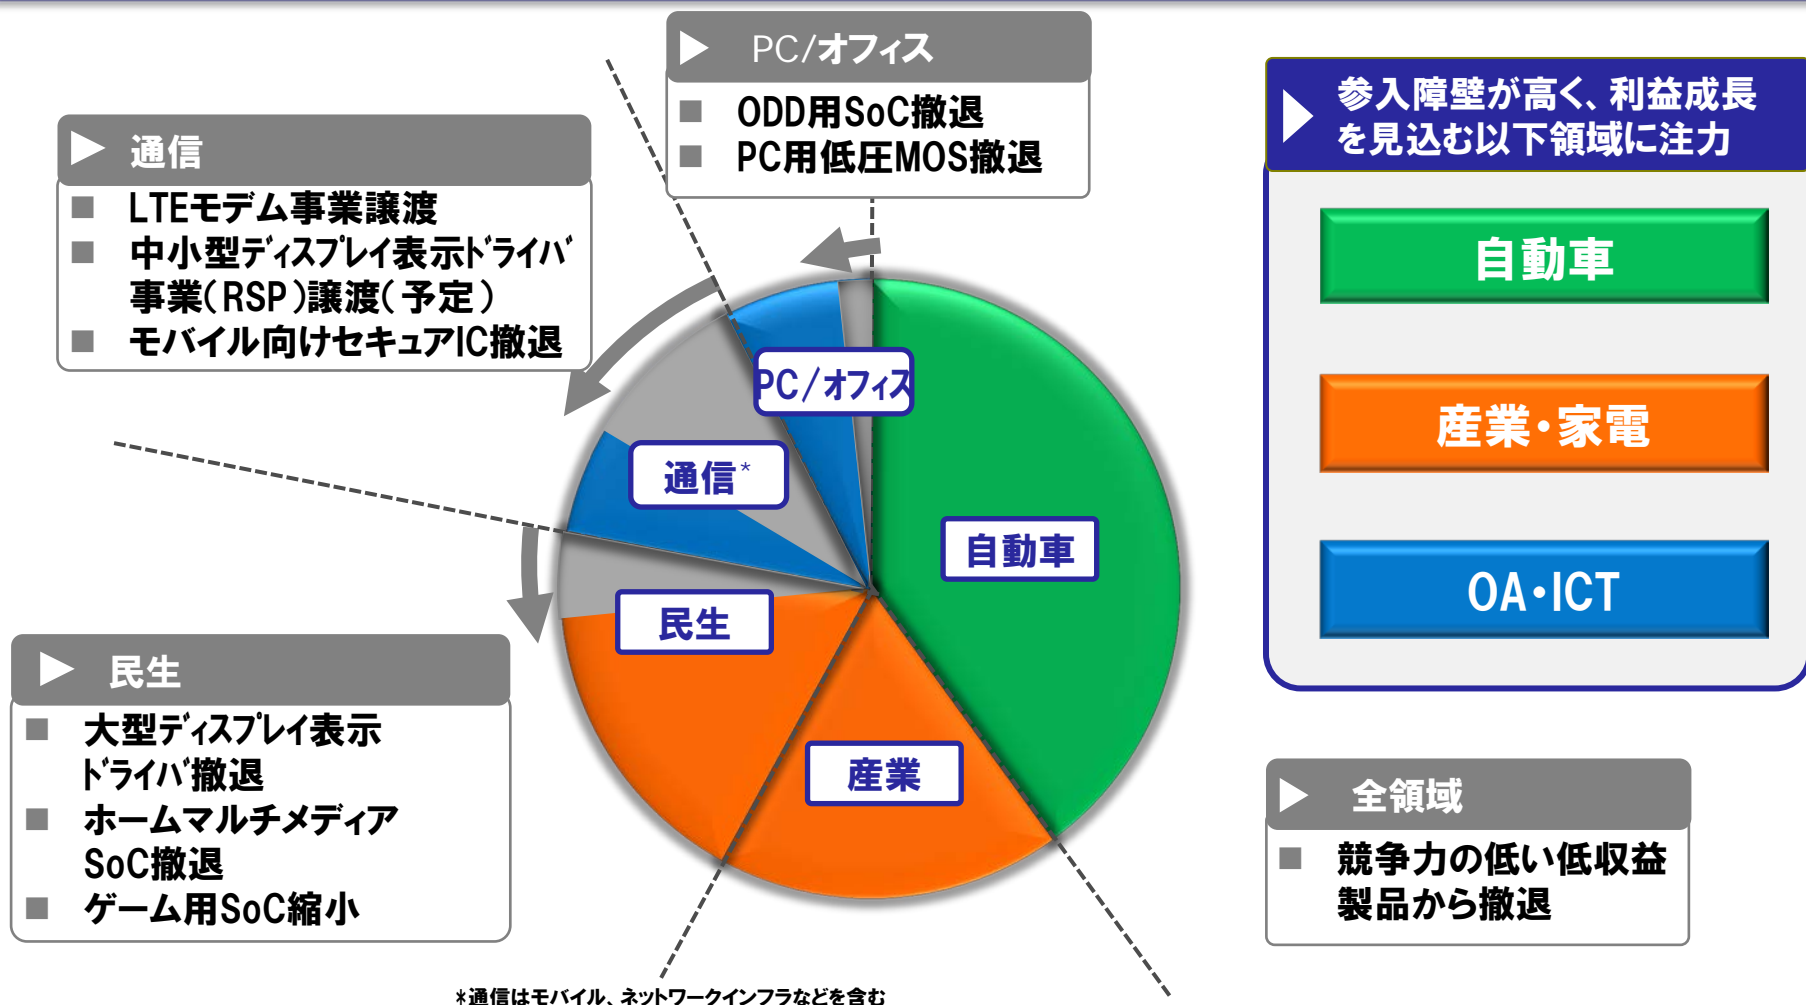 PC/オフィス
ODD用SoC撤退
PC用低圧MOS撤退
通信
LTEモデム事業譲渡
中小型ディスプレイ表示ドライバ
事業(RSP)譲渡(予定)
モバイル向けセキュアIC撤退
参入障壁が高く、利益成長
を見込む以下領域に注力
自動車
産業・家電
OA・ICT
PC/オフィス
通信*
自動車
民生
産業
民生
大型ディスプレイ表示
ドライバ撤退
ホームマルチメディア
SoC撤退
ゲーム用SoC縮小
全領域
競争力の低い低収益
製品から撤退
*通信はモバイル、ネットワークインフラなどを含む